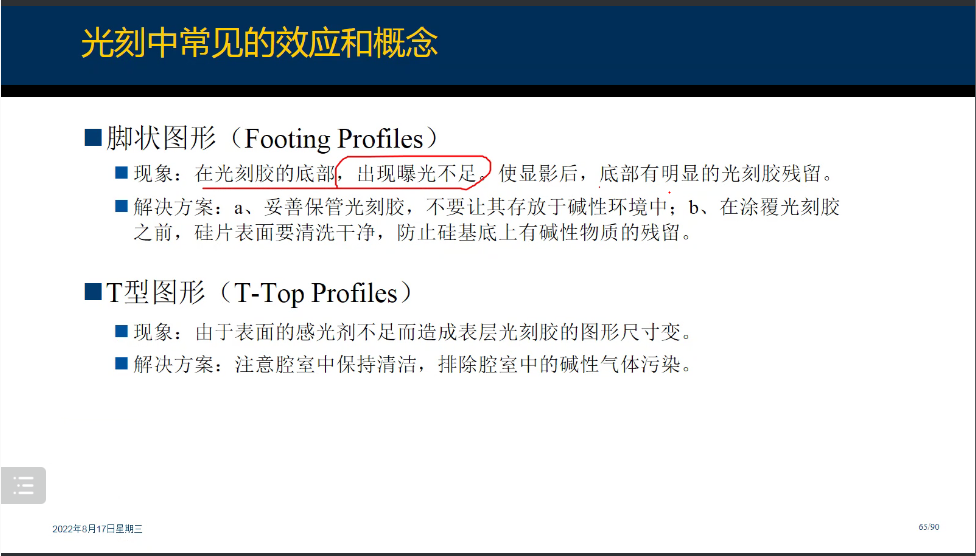 光刻中常见的效应和概念
脚状图形（Footing Profiles）
现象：在光刻胶的底部，出现曝光不足。使显影后，底部有明显的光刻胶残留。
解决方案：a、妥善保管光刻胶，不要让其存放于碱性环境中；b、在涂覆光刻胶
之前，硅片表面要清洗干净，防止硅基底上有碱性物质的残留。
T型图形（T-Top Profiles）
现象：由于表面的感光剂不足而造成表层光刻胶的图形尺寸变。
解决方案：注意腔室中保持清洁，排除腔室中的碱性气体污染。
2022年8月17日星期三
65/90